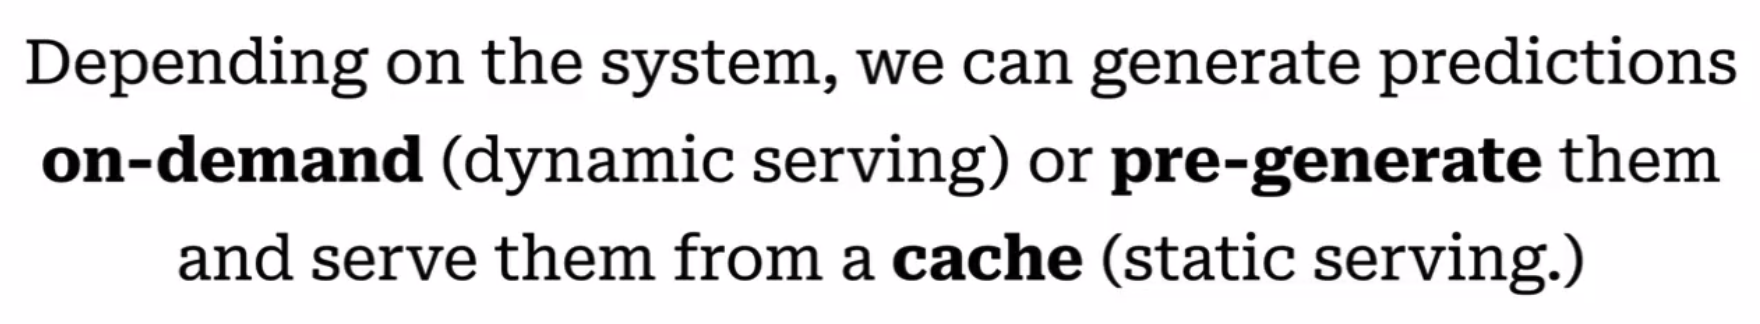 Depending on the system, we can generate predictions
on-demand (dynamic serving) or pre-generate them
and serve them from a cache (static serving.)